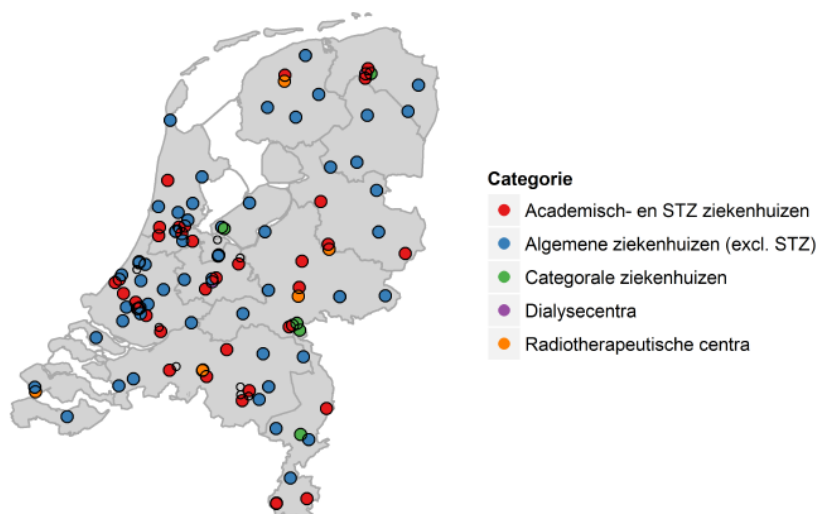 Categorie
Academisch- en STZ ziekenhuizen
Algemene ziekenhuizen (excl. STZ)
Categorale ziekenhuizen
Dialysecentra
Radiotherapeutische centra